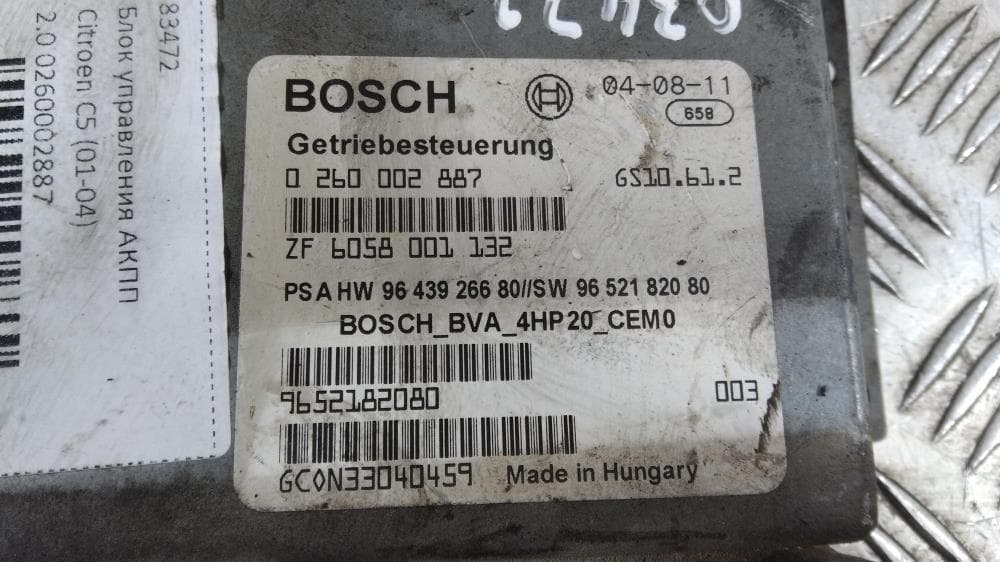 BOSCH 04-08-11
658
Getriebesteuerung
0 260 002 887 GS10.61.2
ZF 6058 001 132
PSA HW 96 439 266 80//SW 96 521 820 80
BOSCH_BVA_4HP20_CEM0
9652182080 003
GC0N33040459 Made in Hungary
83472
Блок управления АКПП
Citroen C5 (01-04)
2.0 0260002887